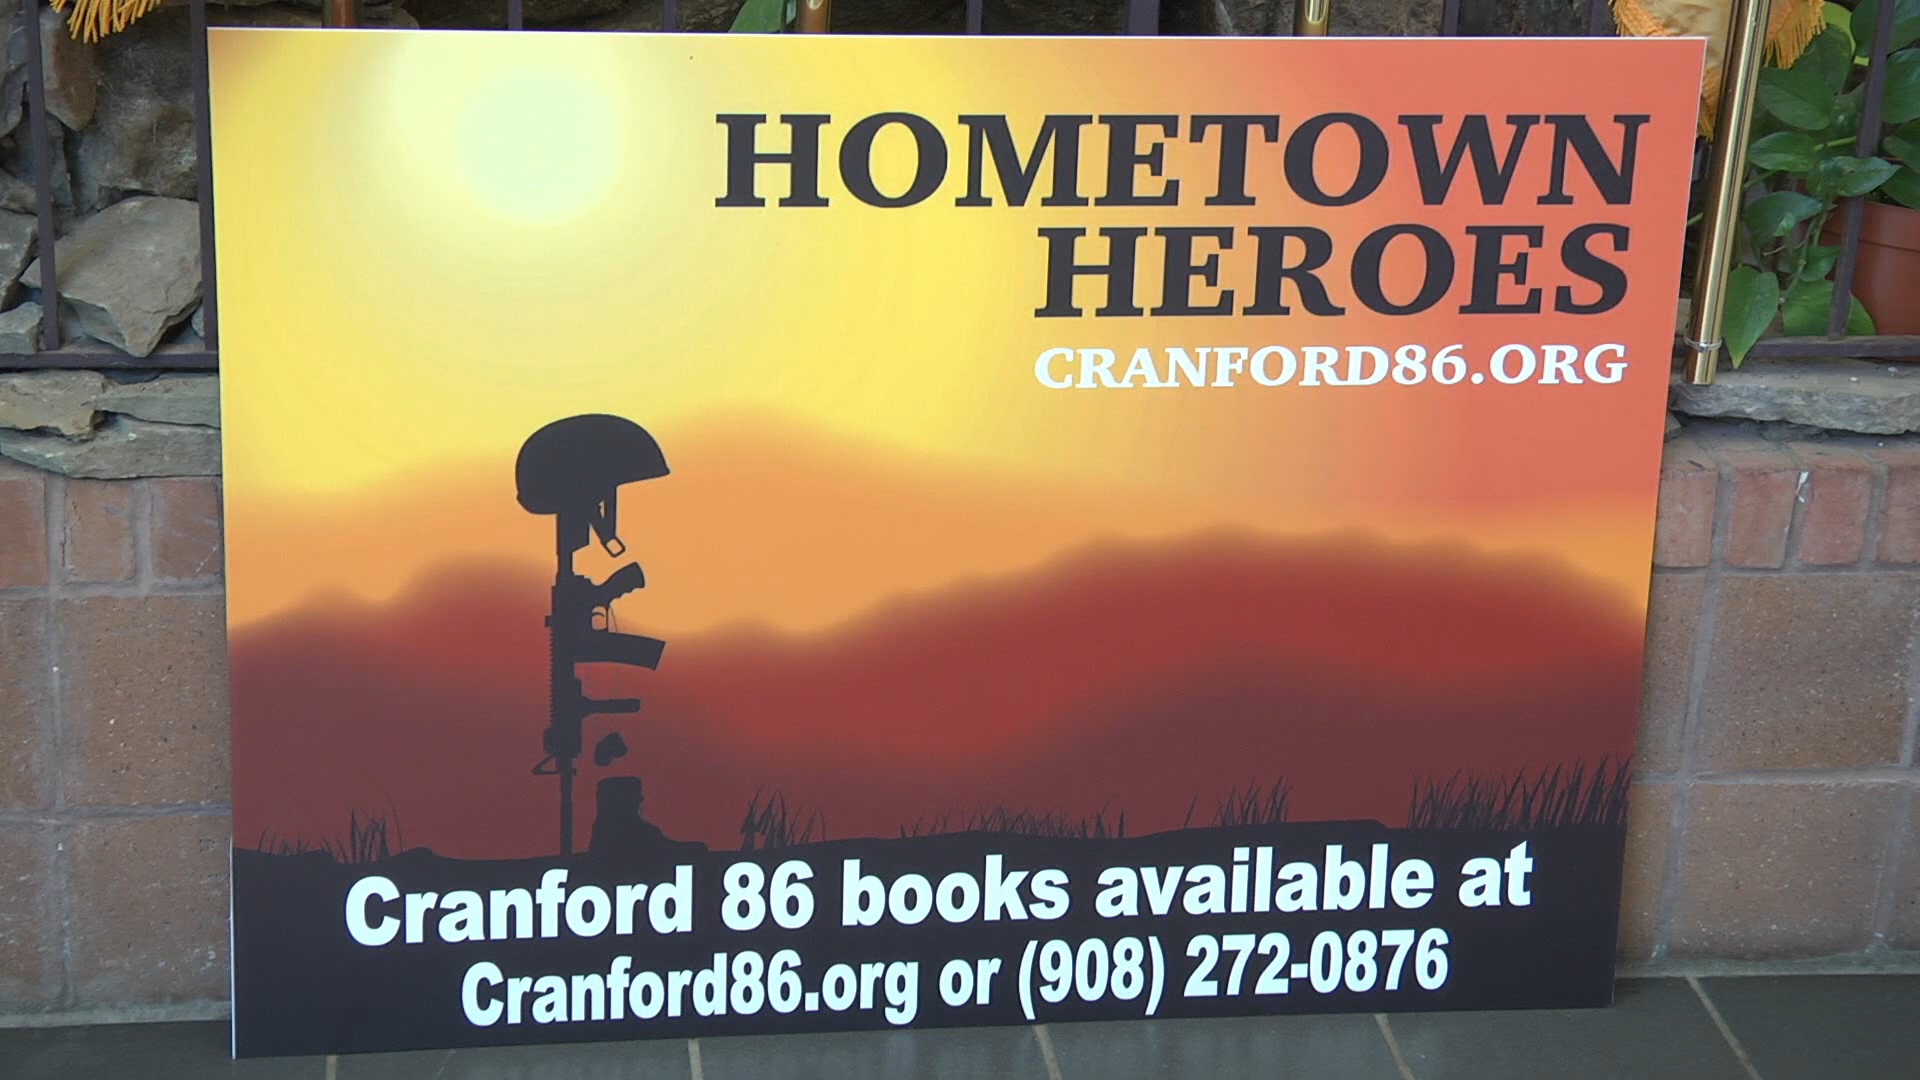 HOMETOWN
HEROES
CRANFORD86.ORG
Cranford 86 books available at
Cranford86.org or (908) 272-0876